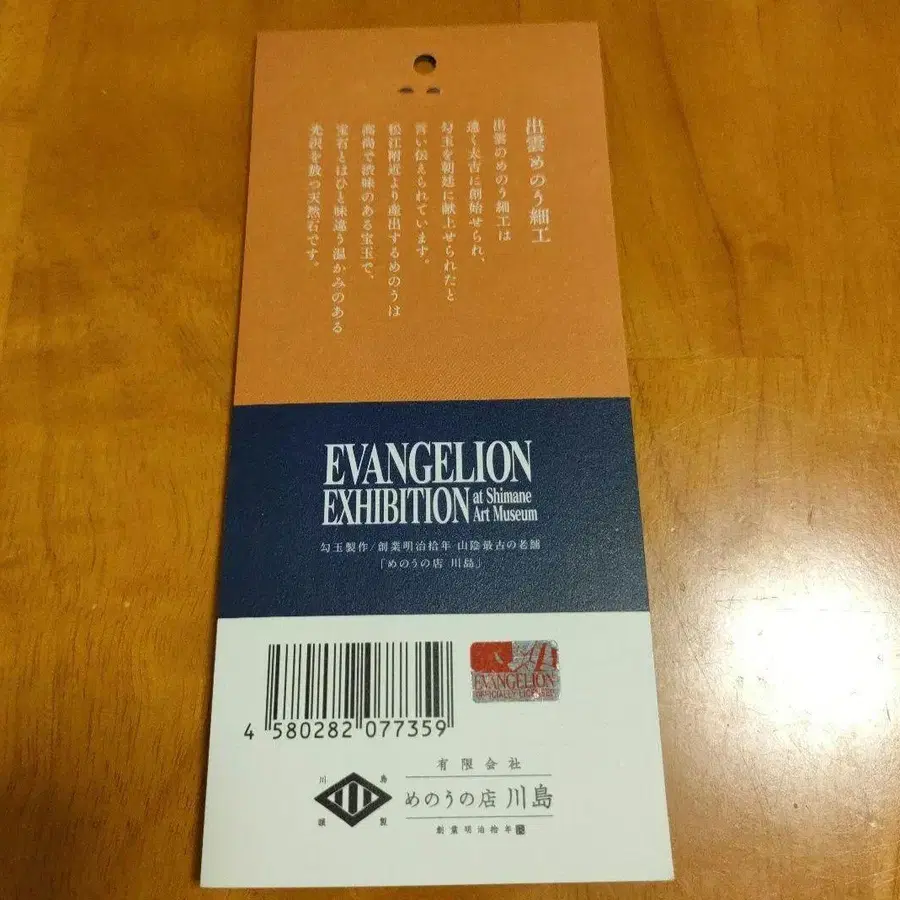 出雲めのう細工
出雲のめのう細工は
遠く太古に創始せられ、
勾玉を朝廷に献上せられたと
言い伝えられています。
松江附近より産出するめのうは
高尚で渋味のある宝玉で、
宝石とはひと味違う温かみのある
光沢を放つ天然石です。
EVANGELION
EXHIBITION at Shimane Art Museum
勾玉製作/創業明治拾年 山陰最古の老舗
「めのうの店 川島」
EVANGELION
OFFICIALLY LICENSED
4 580282 077359
有限会社
川島
謹製
めのうの店 川島
創業明治拾年